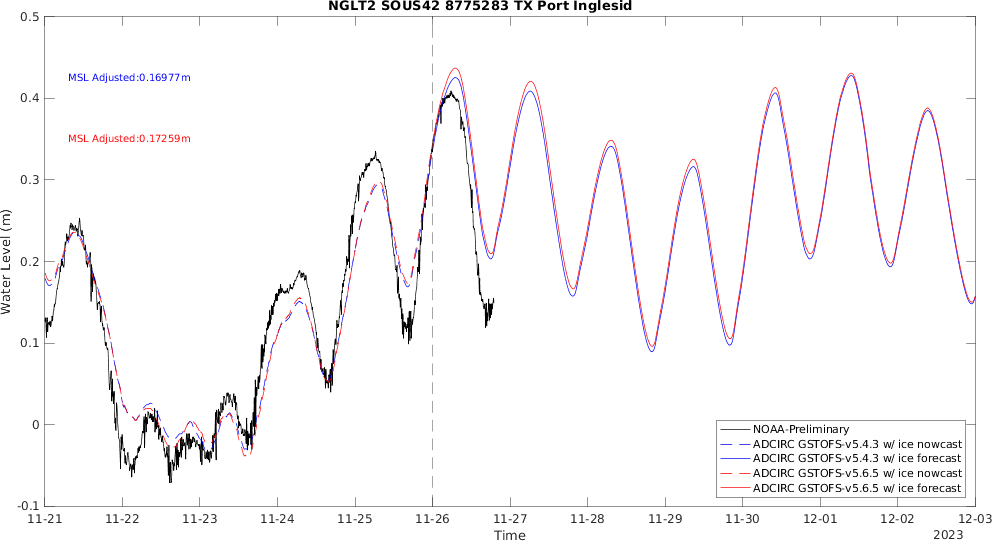 NGLT2 SOUS42 8775283 TX Port Inglesid
0.5
0.4
0.3
0.2
0.1
0
-0.1
Water Level (m)
MSL Adjusted:0.16977m
MSL Adjusted:0.17259m
NOAA-Preliminary
ADCIRC GSTOFS-v5.4.3 w/ ice nowcast
ADCIRC GSTOFS-v5.4.3 w/ ice forecast
ADCIRC GSTOFS-v5.6.5 w/ ice nowcast
ADCIRC GSTOFS-v5.6.5 w/ ice forecast
11-21 11-22 11-23 11-24 11-25 11-26 11-27 11-28 11-29 11-30 12-01 12-02 12-03
Time
2023